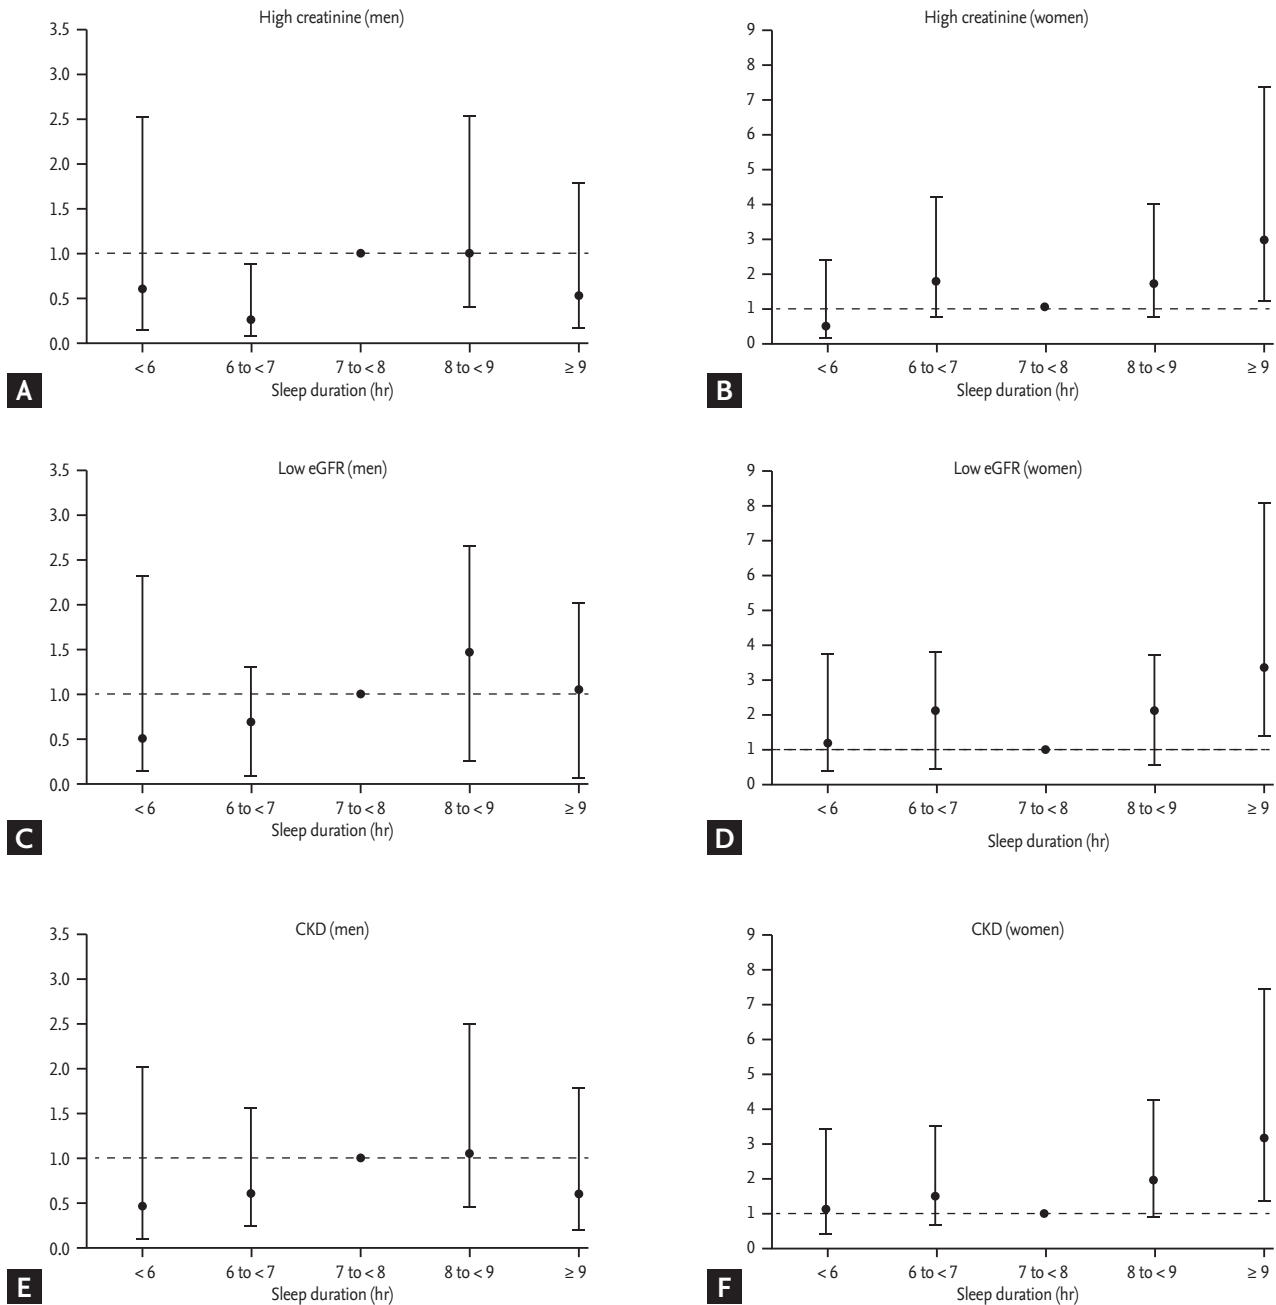 High creatinine (men)
3.5
3.0
2.5
2.0
1.5
1.0
0.5
0.0
< 6
6 to < 7
7 to < 8
8 to < 9
≥ 9
Sleep duration (hr)
A
High creatinine (women)
9
8
7
6
5
4
3
2
1
0
< 6
6 to < 7
7 to < 8
8 to < 9
≥ 9
Sleep duration (hr)
B
Low eGFR (men)
3.5
3.0
2.5
2.0
1.5
1.0
0.5
0.0
< 6
6 to < 7
7 to < 8
8 to < 9
≥ 9
Sleep duration (hr)
C
Low eGFR (women)
9
8
7
6
5
4
3
2
1
0
< 6
6 to < 7
7 to < 8
8 to < 9
≥ 9
Sleep duration (hr)
D
CKD (men)
3.5
3.0
2.5
2.0
1.5
1.0
0.5
0.0
< 6
6 to < 7
7 to < 8
8 to < 9
≥ 9
Sleep duration (hr)
E
CKD (women)
9
8
7
6
5
4
3
2
1
0
< 6
6 to < 7
7 to < 8
8 to < 9
≥ 9
Sleep duration (hr)
F